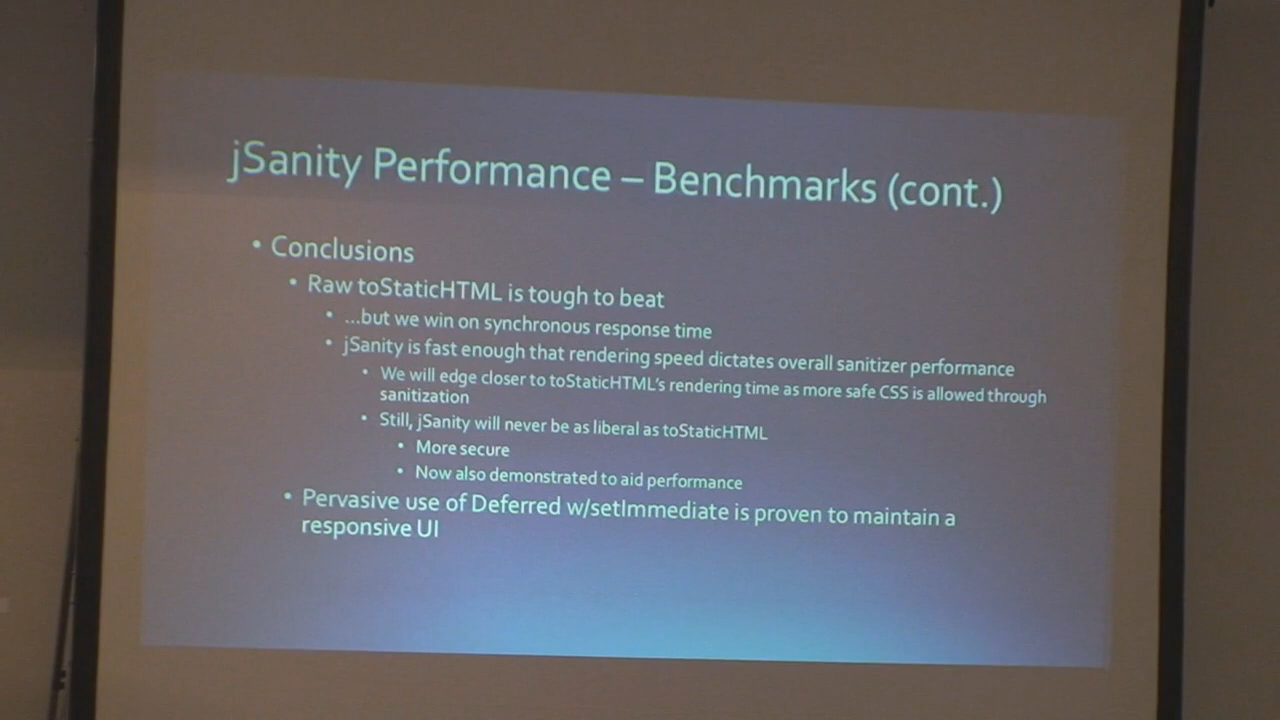 jSanity Performance – Benchmarks (cont.)
• Conclusions
• Raw toStaticHTML is tough to beat
• ...but we win on synchronous response time
• jSanity is fast enough that rendering speed dictates overall sanitizer performance
• We will edge closer to toStaticHTML's rendering time as more safe CSS is allowed through
sanitization
• Still, jSanity will never be as liberal as toStaticHTML
• More secure
• Now also demonstrated to aid performance
• Pervasive use of Deferred w/setImmediate is proven to maintain a
responsive UI